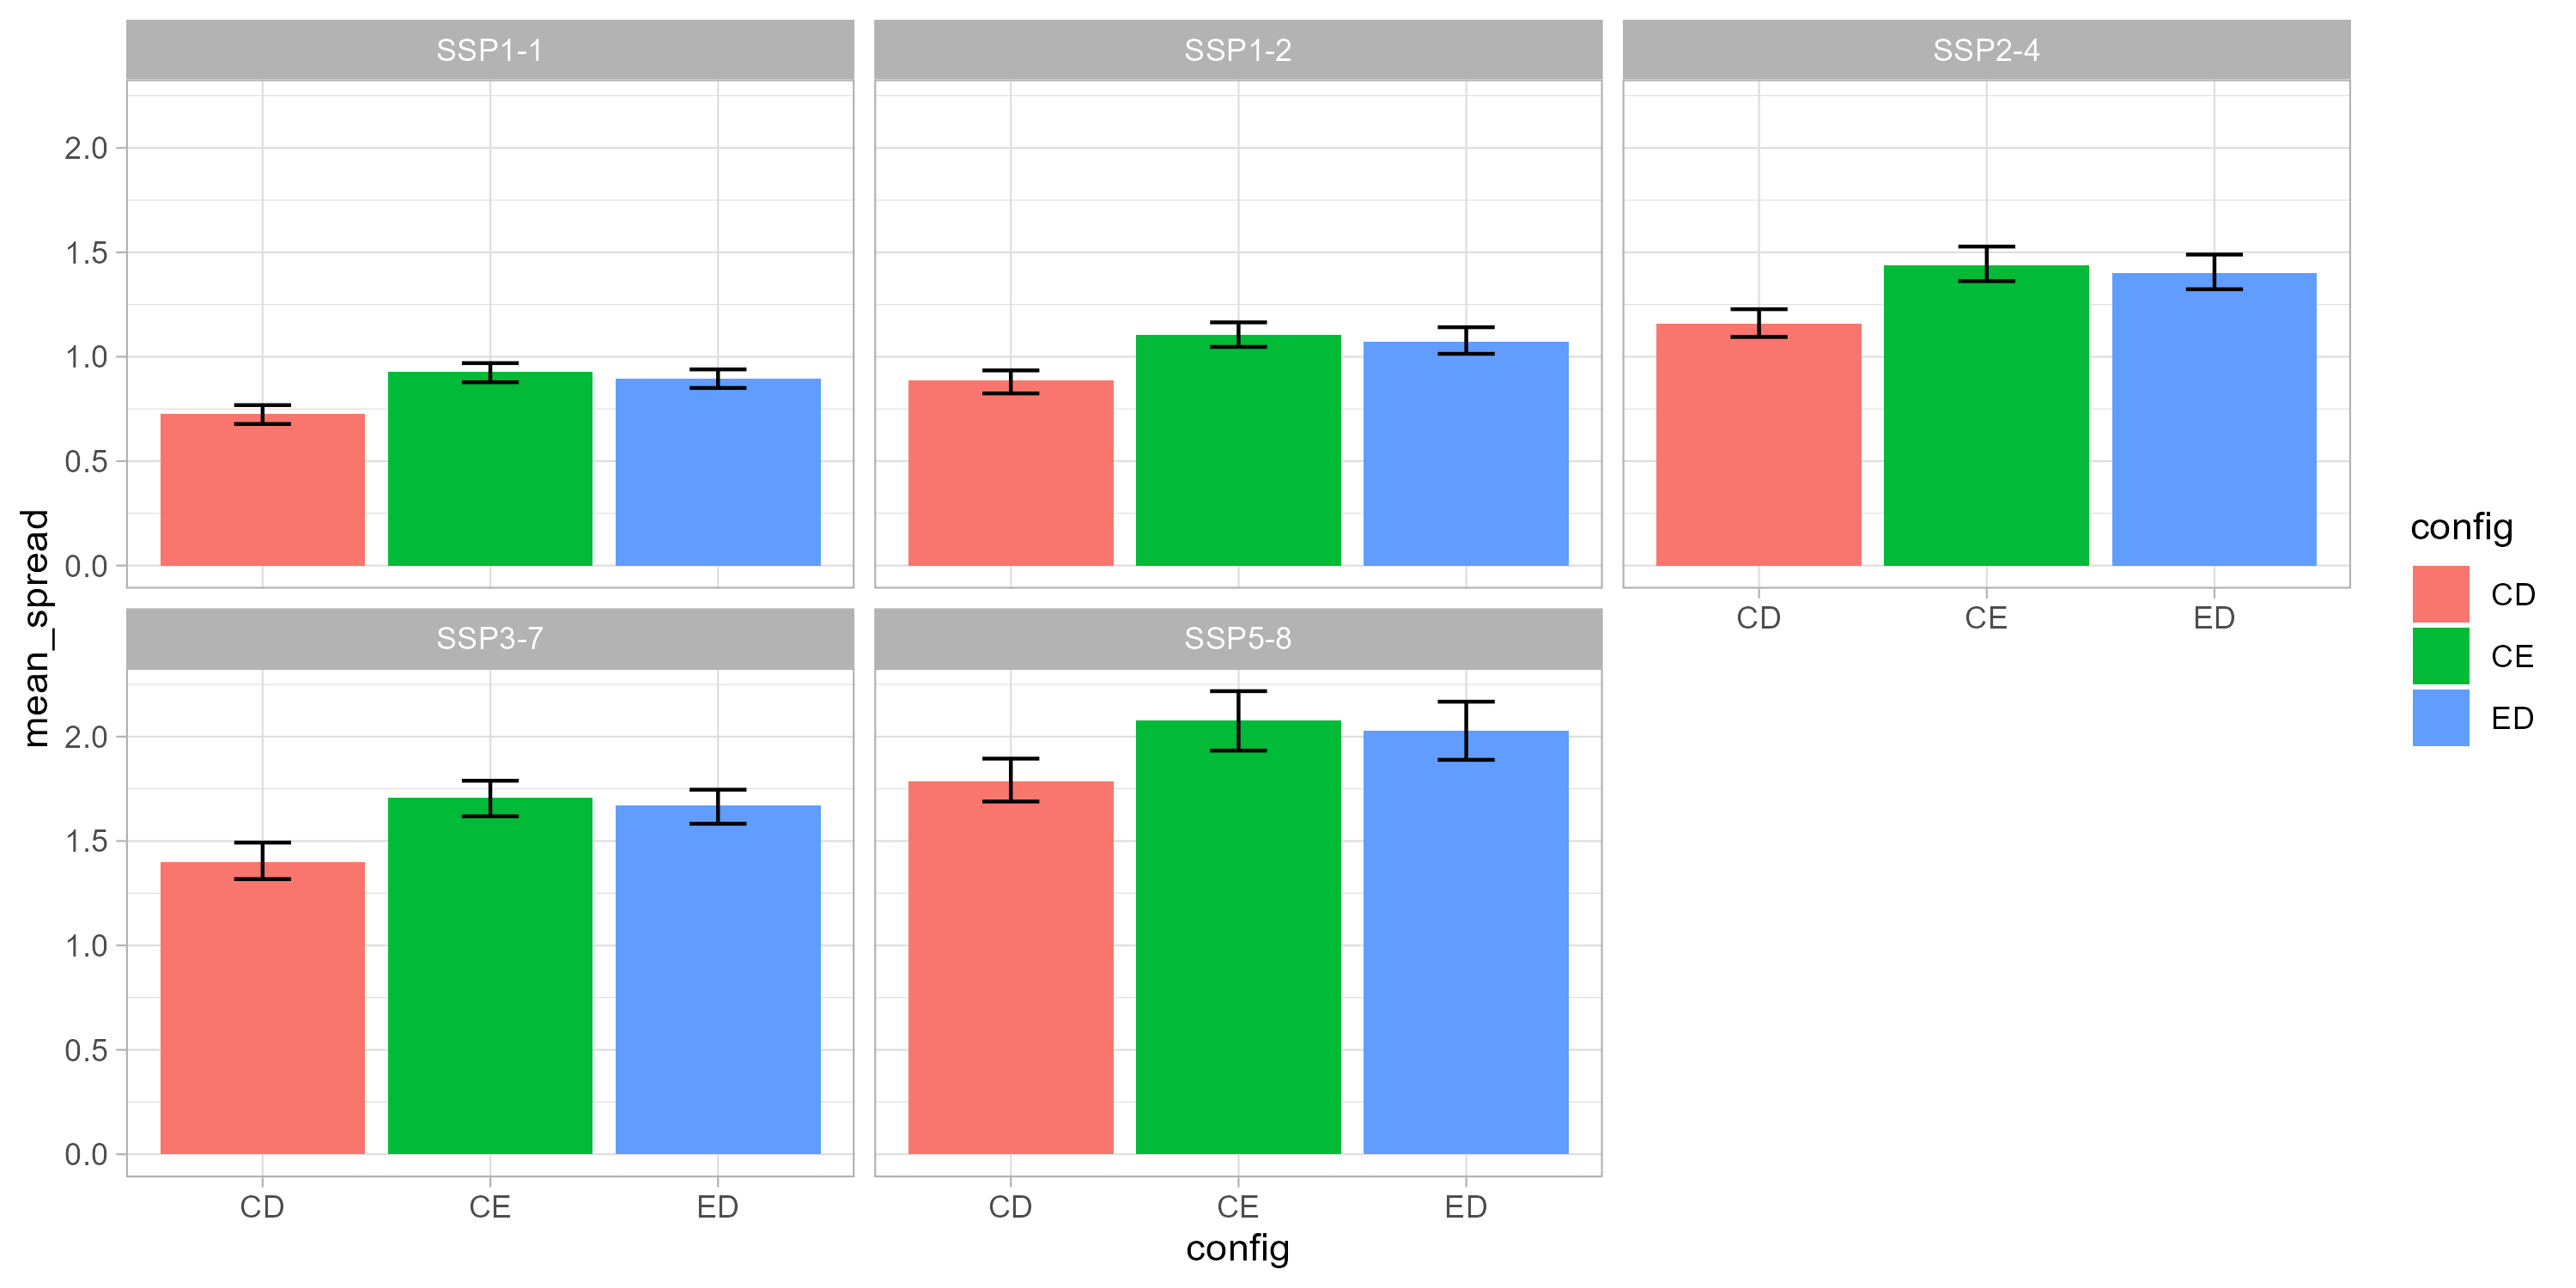 SSP1-1
SSP1-2
SSP2-4
2.0
1.5
1.0
0.5
0.0
CD CE ED
SSP3-7
SSP5-8
2.0
1.5
1.0
0.5
0.0
CD CE ED
CD CE ED
config
mean_spread
config
CD
CE
ED